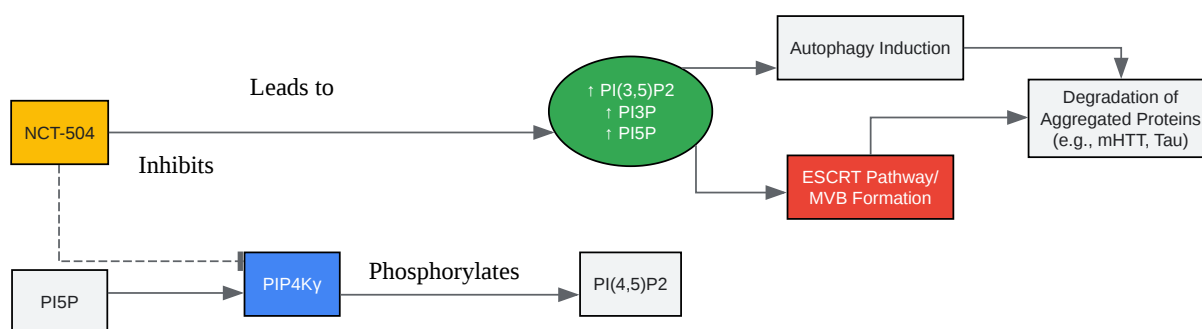 Leads to
NCT-504
Inhibits
↑ PI(3,5)P2
↑ PI3P
↑ PI5P
Autophagy Induction
Degradation of
Aggregated Proteins
(e.g., mHTT, Tau)
ESCRT Pathway/
MVB Formation
PI5P
PIP4Kγ
Phosphorylates
PI(4,5)P2